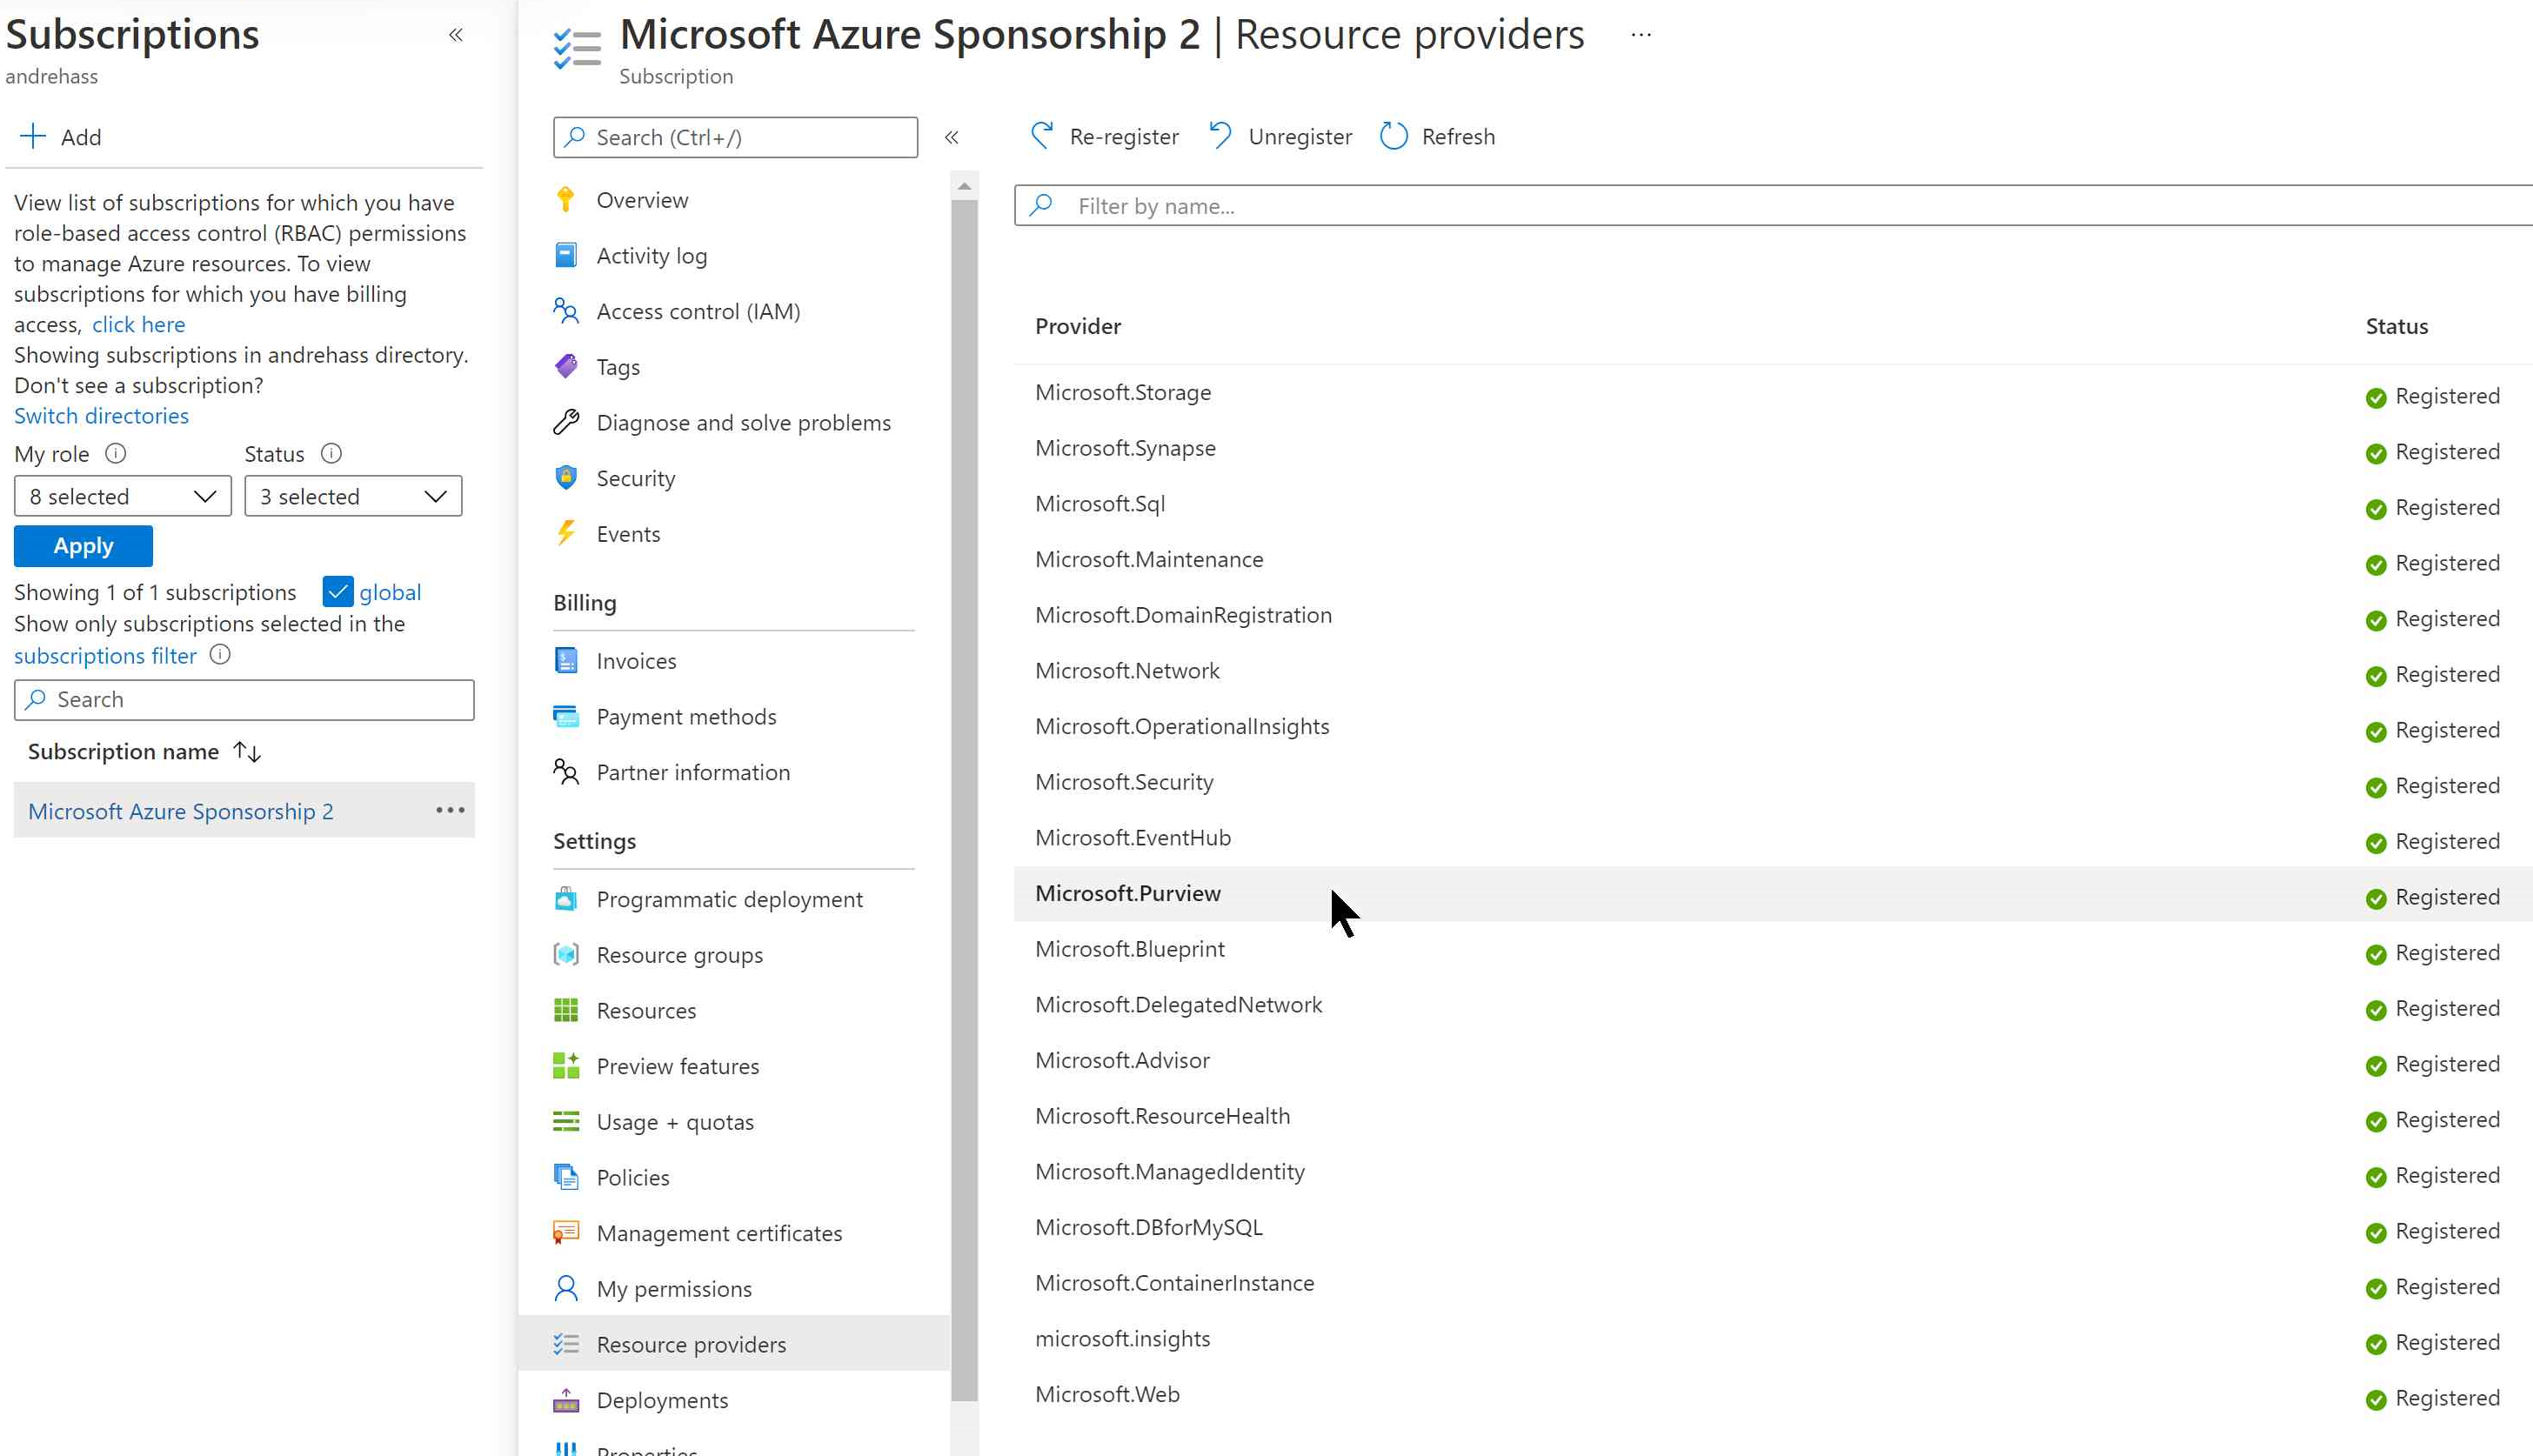 Subscriptions
«
andrehass
Add
View list of subscriptions for which you have
role-based access control (RBAC) permissions
to manage Azure resources. To view
subscriptions for which you have billing
access, click here
Showing subscriptions in andrehass directory.
Don't see a subscription?
Switch directories
My role
Status
8 selected
3 selected
Apply
Showing 1 of 1 subscriptions
global
Show only subscriptions selected in the
subscriptions filter
Search
Subscription name ↑↓
Microsoft Azure Sponsorship 2
Microsoft Azure Sponsorship 2 | Resource providers ...
Subscription
Search (Ctrl+/)
«
Overview
Activity log
Access control (IAM)
Tags
Diagnose and solve problems
Security
Events
Billing
Invoices
Payment methods
Partner information
Settings
Programmatic deployment
Resource groups
Resources
Preview features
Usage + quotas
Policies
Management certificates
My permissions
Resource providers
Deployments
Properties
Re-register
Unregister
Refresh
Filter by name...
Provider Status
Microsoft.Storage Registered
Microsoft.Synapse Registered
Microsoft.Sql Registered
Microsoft.Maintenance Registered
Microsoft.DomainRegistration Registered
Microsoft.Network Registered
Microsoft.OperationalInsights Registered
Microsoft.Security Registered
Microsoft.EventHub Registered
Microsoft.Purview Registered
Microsoft.Blueprint Registered
Microsoft.DelegatedNetwork Registered
Microsoft.Advisor Registered
Microsoft.ResourceHealth Registered
Microsoft.ManagedIdentity Registered
Microsoft.DBforMySQL Registered
Microsoft.ContainerInstance Registered
microsoft.insights Registered
Microsoft.Web Registered